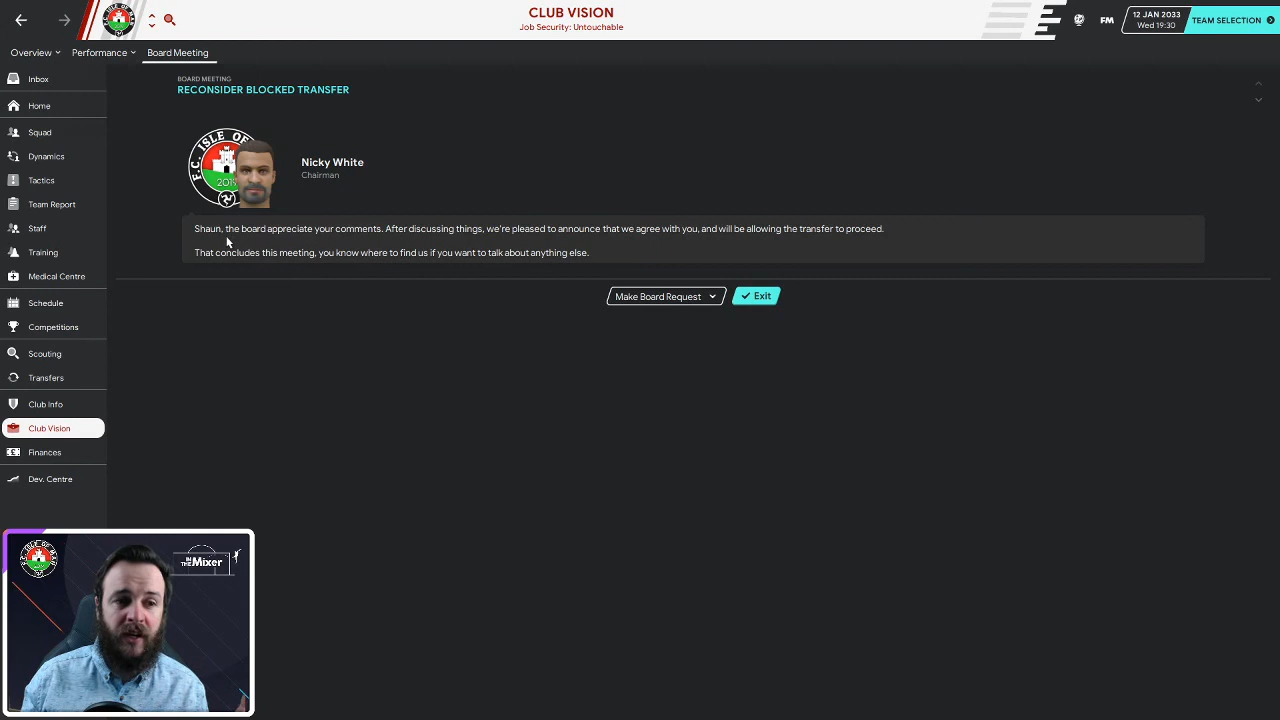 CLUB VISION
Job Security: Untouchable
FM
12 JAN 2033
Wed 19:30
TEAM SELECTION
Overview
Performance
Board Meeting
Inbox
Home
Squad
Dynamics
Tactics
Team Report
Staff
Training
Medical Centre
Schedule
Competitions
Scouting
Transfers
Club Info
Club Vision
Finances
Dev. Centre
BOARD MEETING
RECONSIDER BLOCKED TRANSFER
F.C. ISLE OF
201
Nicky White
Chairman
Shaun, the board appreciate your comments. After discussing things, we're pleased to announce that we agree with you, and will be allowing the transfer to proceed.
That concludes this meeting, you know where to find us if you want to talk about anything else.
Make Board Request
Exit
IN THE Mixer